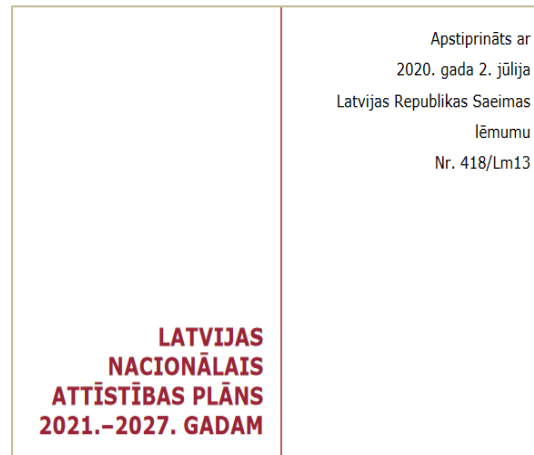 Apstiprināts ar
2020. gada 2. jūlija
Latvijas Republikas Saeimas
lēmumu
Nr. 418/Lm13
LATVIJAS
NACIONĀLAIS
ATTĪSTĪBAS PLĀNS
2021.–2027. GADAM